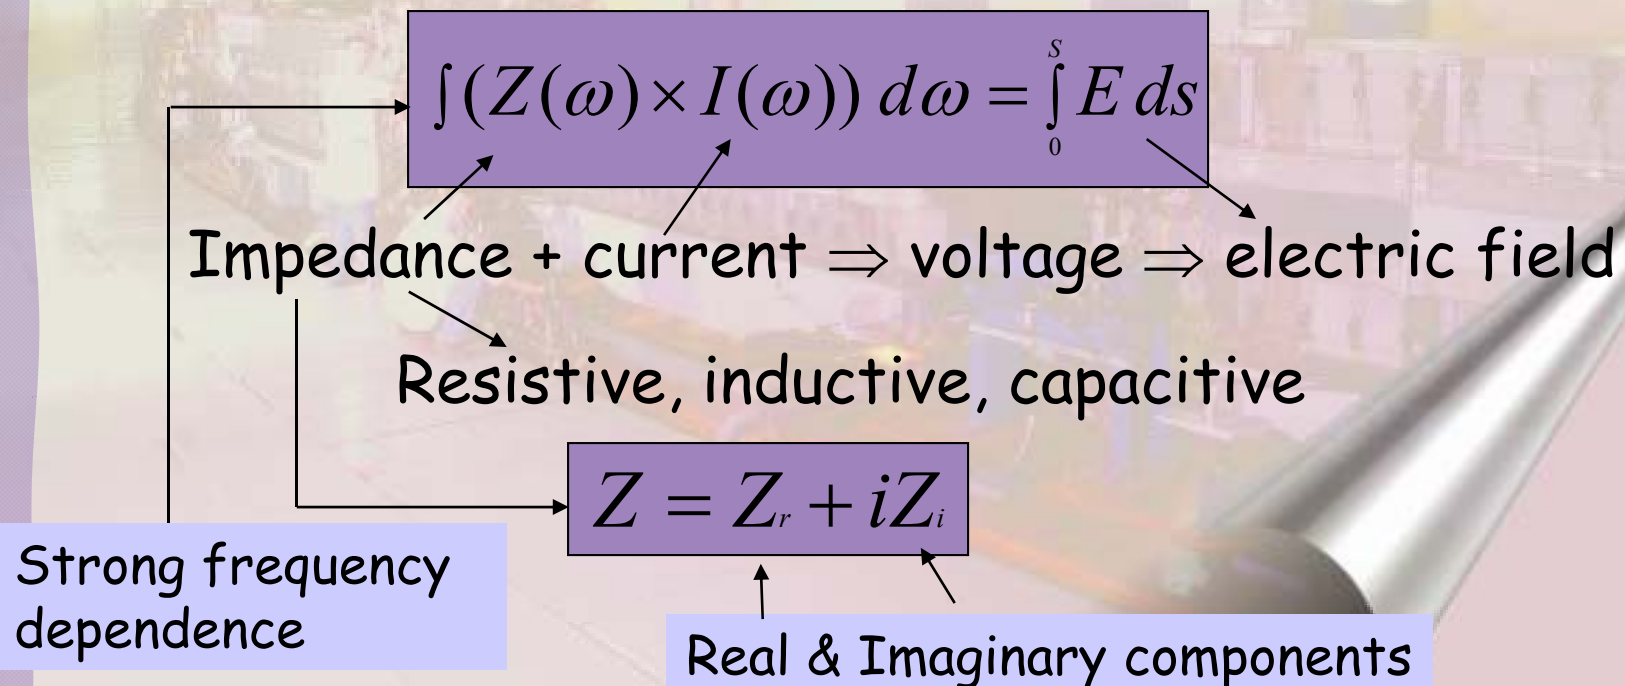 ∫(Z(ω)×I(ω)) dω = ∫₀ˢ E ds
Impedance + current ⇒ voltage ⇒ electric field
Resistive, inductive, capacitive
Z = Zᵣ + iZᵢ
Strong frequency
dependence
Real & Imaginary components